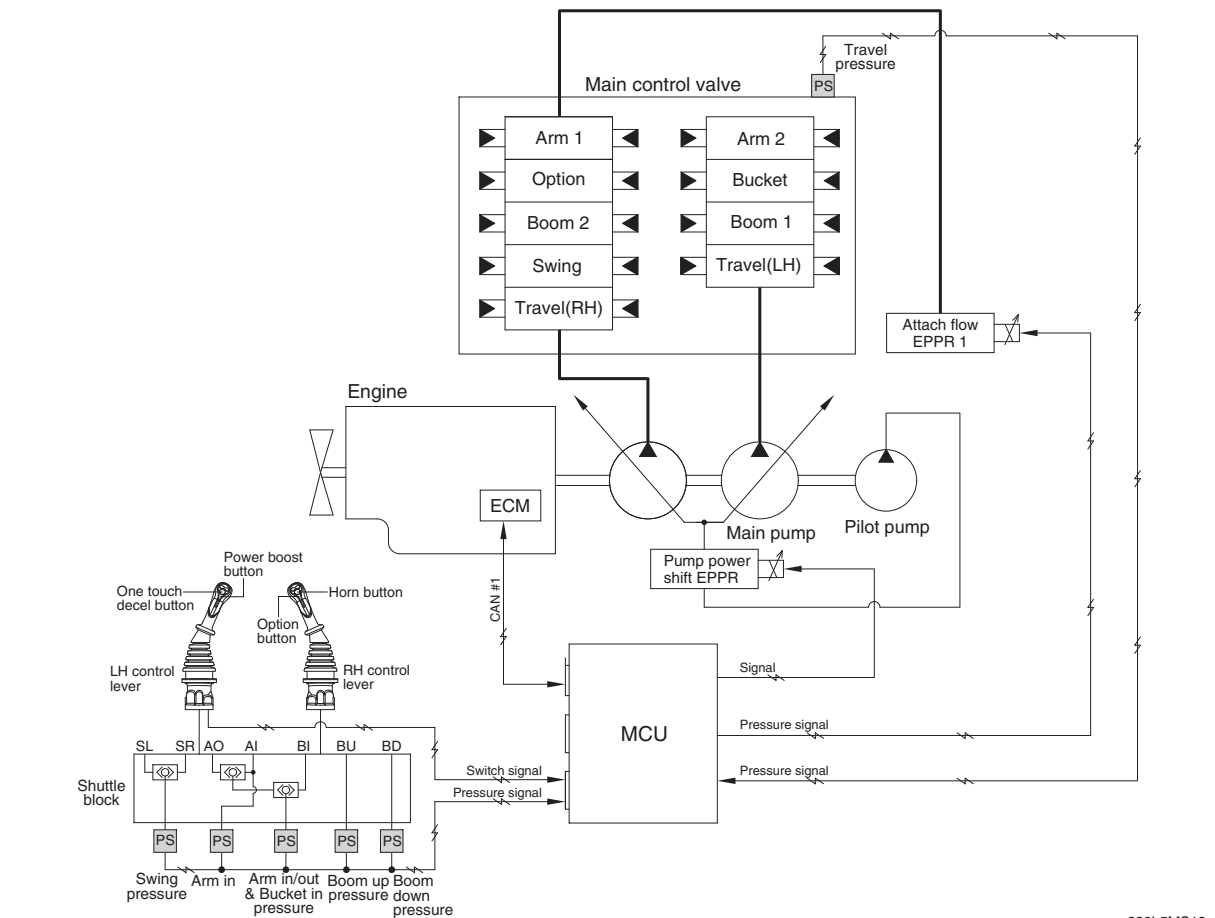 Travel
pressure
PS
Main control valve
Arm 1
Arm 2
Option
Bucket
Boom 2
Boom 1
Swing
Travel(LH)
Travel(RH)
Attach flow
EPPR 1
Engine
ECM
Main pump
Pilot pump
Pump power
shift EPPR
CAN #1
Power boost
button
One touch
decel button
Horn button
Option
button
LH control
lever
RH control
lever
Signal
MCU
Pressure signal
Pressure signal
Switch signal
Pressure signal
SL SR AO AI BI BU BD
Shuttle
block
PS PS PS PS PS
Swing
pressure
Arm in
Arm in/out
& Bucket in
pressure
Boom up
pressure
Boom
down
pressure